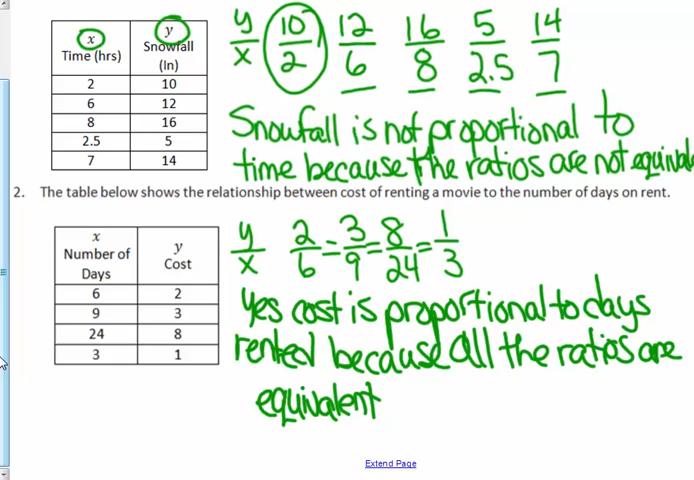 x y
Time (hrs) Snowfall (In)
2 10
6 12
8 16
2.5 5
7 14
y/x 10/2 12/6 16/8 5/2.5 14/7
Snowfall is not proportional to
time because the ratios are not equivale
2. The table below shows the relationship between cost of renting a movie to the number of days on rent.
x y
Number of Days Cost
6 2
9 3
24 8
3 1
y/x 2/6 = 3/9 = 8/24 = 1/3
Yes cost is proportional to days
rented because all the ratios are
equivalent
Extend Page